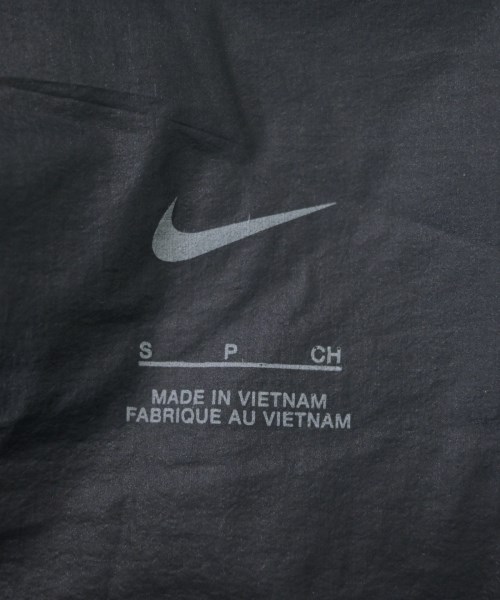 S P CH
MADE IN VIETNAM
FABRIQUE AU VIETNAM